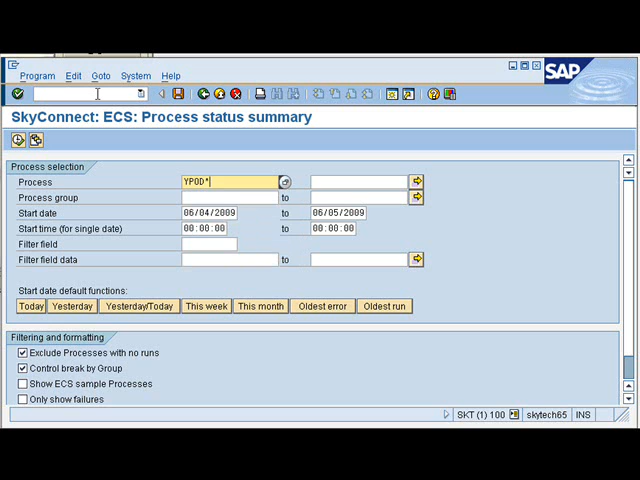 Program Edit Goto System Help
SAP
SkyConnect: ECS: Process status summary
Process selection
Process YPOD*
Process group to
Start date 06/04/2009 to 06/05/2009
Start time (for single date) 00:00:00 to 00:00:00
Filter field
Filter field data to
Start date default functions:
Today Yesterday Yesterday/Today This week This month Oldest error Oldest run
Filtering and formatting
Exclude Processes with no runs
Control break by Group
Show ECS sample Processes
Only show failures
SKT (1) 100 skytech65 INS